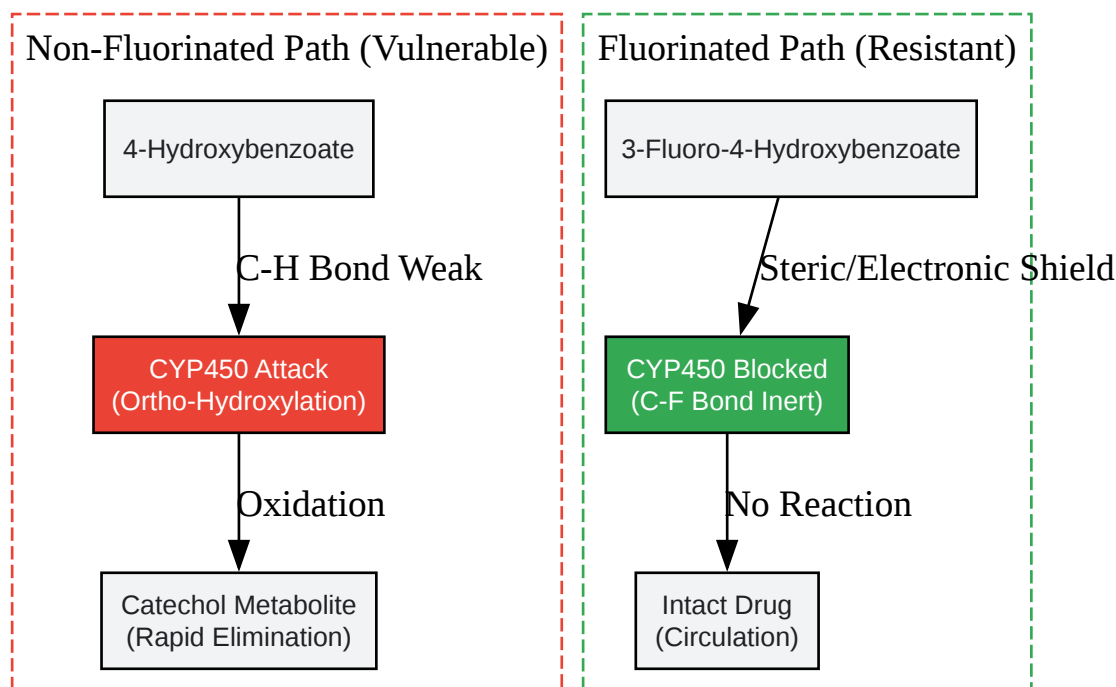 Non-Fluorinated Path (Vulnerable)
4-Hydroxybenzoate
C-H Bond Weak
CYP450 Attack
(Ortho-Hydroxylation)
Oxidation
Catechol Metabolite
(Rapid Elimination)
Fluorinated Path (Resistant)
3-Fluoro-4-Hydroxybenzoate
Steric/Electronic Shield
CYP450 Blocked
(C-F Bond Inert)
No Reaction
Intact Drug
(Circulation)